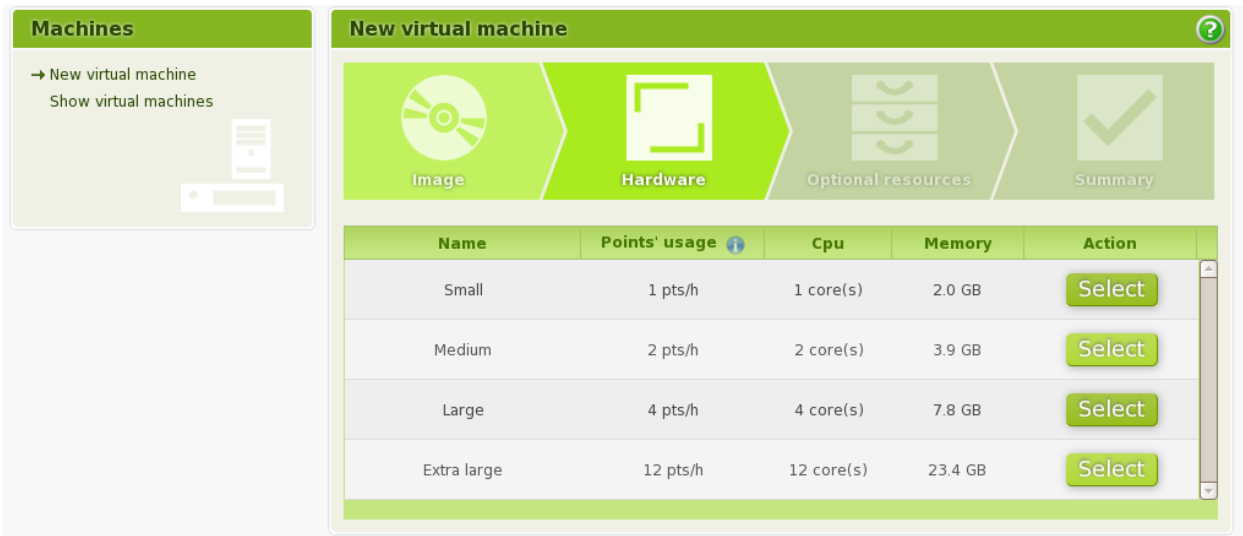 Machines
→ New virtual machine
Show virtual machines
New virtual machine
?
Image Hardware Optional resources Summary
Name Points' usage i Cpu Memory Action
Small 1 pts/h 1 core(s) 2.0 GB Select
Medium 2 pts/h 2 core(s) 3.9 GB Select
Large 4 pts/h 4 core(s) 7.8 GB Select
Extra large 12 pts/h 12 core(s) 23.4 GB Select